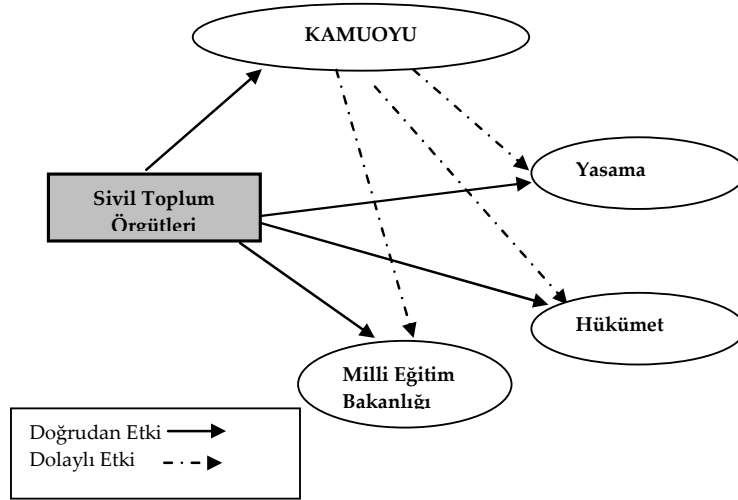 KAMUOYU
Yasama
Sivil Toplum
Örgütleri
Hükümet
Milli Eğitim
Bakanlığı
Doğrudan Etki
Dolaylı Etki